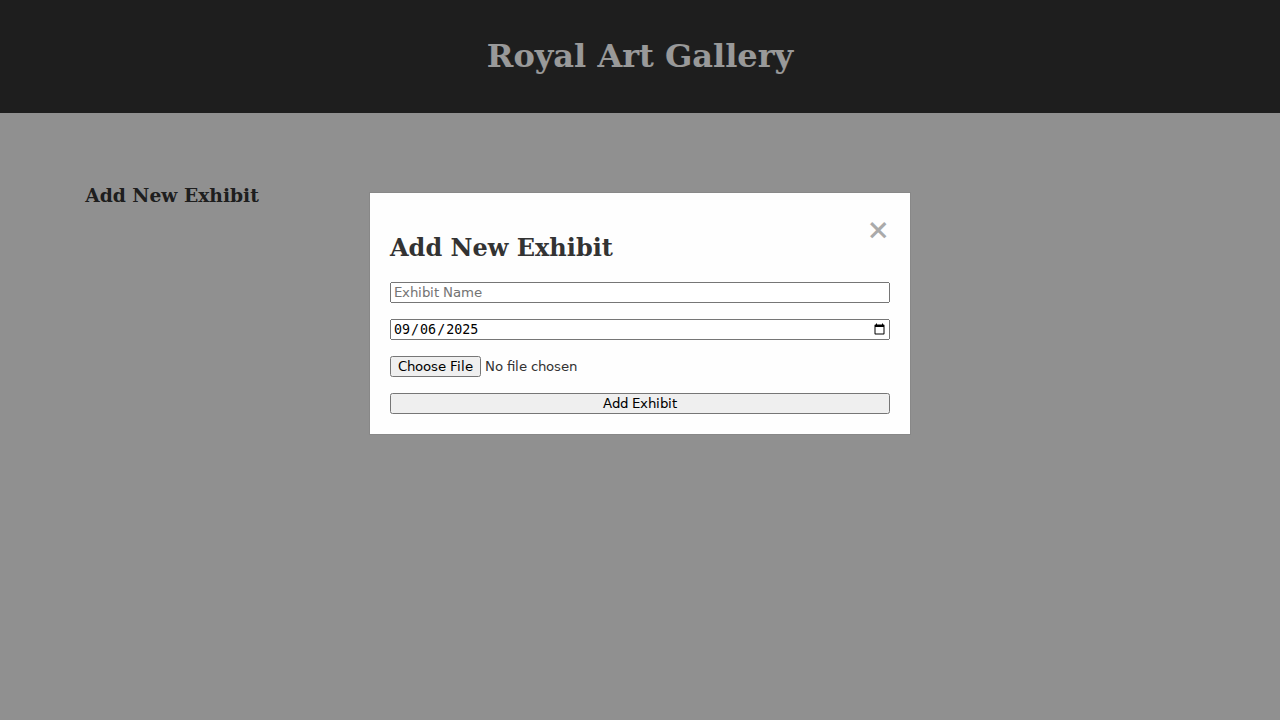 Royal Art Gallery
Add New Exhibit
×
Add New Exhibit
Exhibit Name
09/06/2025
Choose File No file chosen
Add Exhibit